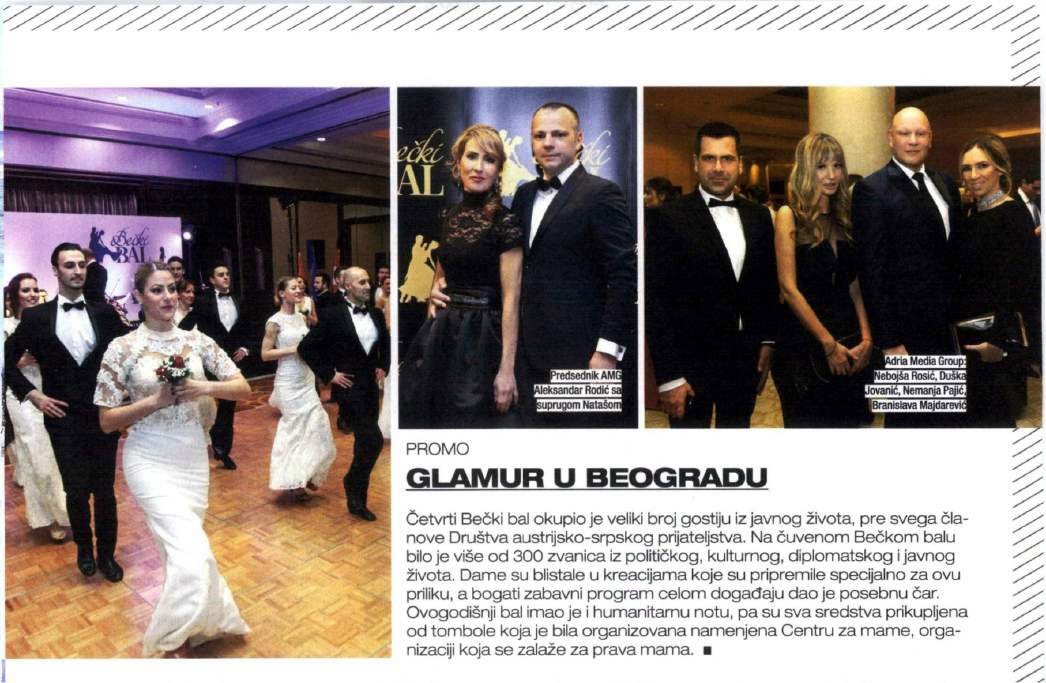 Bečki
BAL
ečki
BAL
Bečki
Predsednik AMG
Aleksandar Rodić sa
suprugom Natašom
Adria Media Group:
Nebojša Rosić, Duška
Jovanić, Nemanja Pajić,
Branislava Majdarević
PROMO
GLAMUR U BEOGRADU
Četvrti Bečki bal okupio je veliki broj gostiju iz javnog života, pre svega čla-
nove Društva austrijsko-srpskog prijateljstva. Na čuvenom Bečkom balu
bilo je više od 300 zvanica iz političkog, kulturnog, diplomatskog i javnog
života. Dame su blistale u kreacijama koje su pripremile specijalno za ovu
priliku, a bogati zabavni program celom događaju dao je posebnu čar.
Ovogodišnji bal imao je i humanitarnu notu, pa su sva sredstva prikupljena
od tombole koja je bila organizovana namenjena Centru za mame, orga-
nizaciji koja se zalaže za prava mama. ■